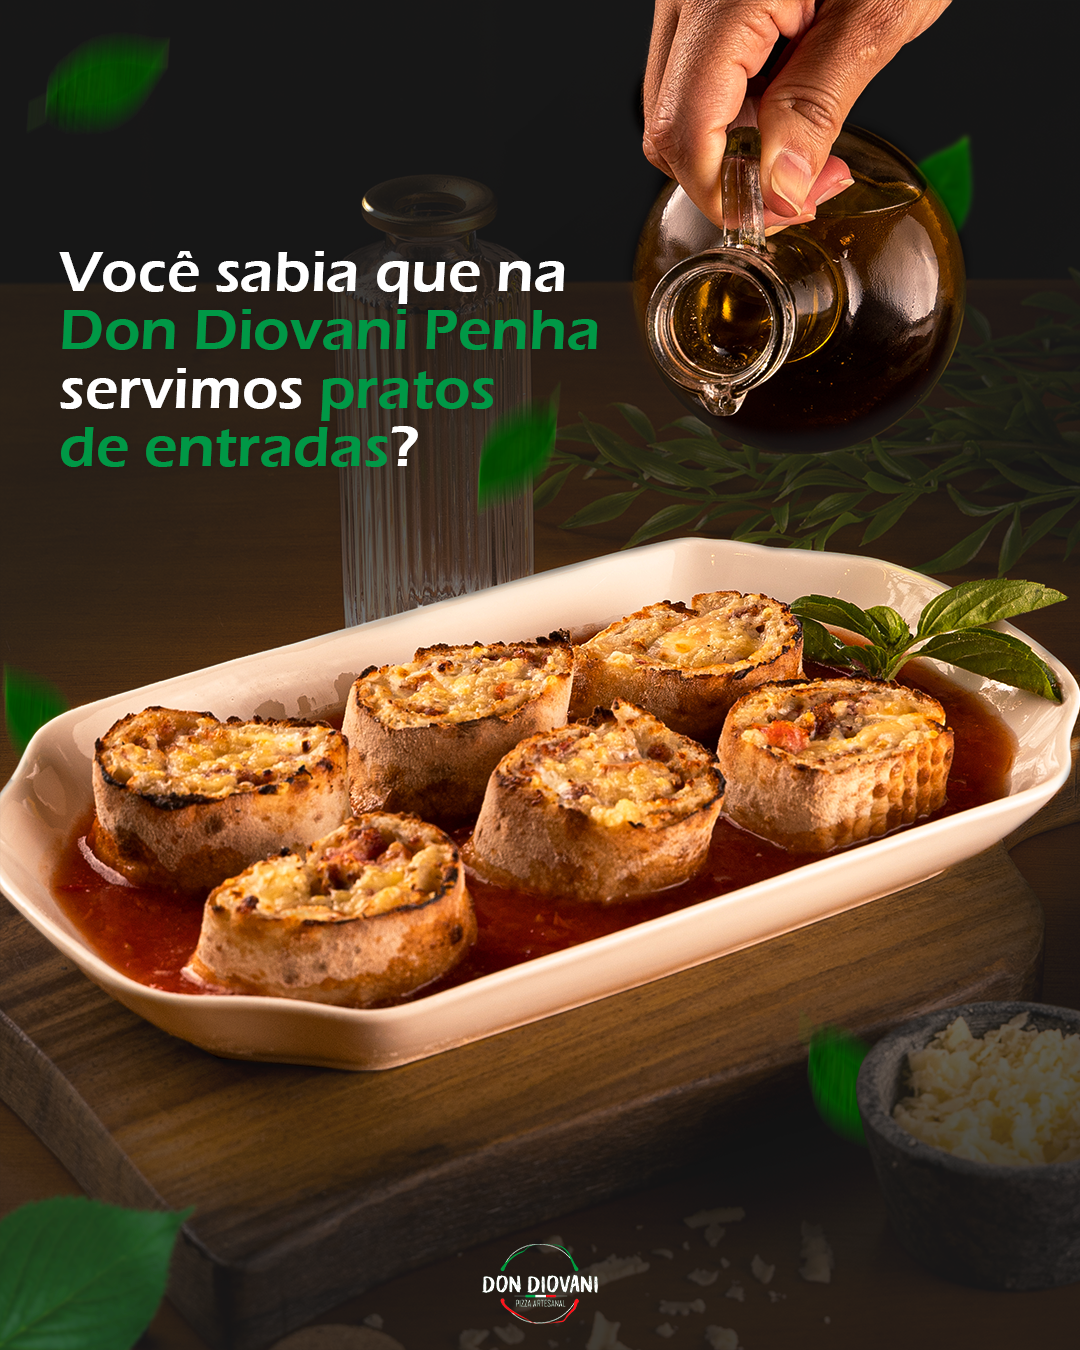 Você sabia que na
Don Diovani Penha
servimos pratos
de entradas?
DON DIOVANI
PIZZA ARTESANAL